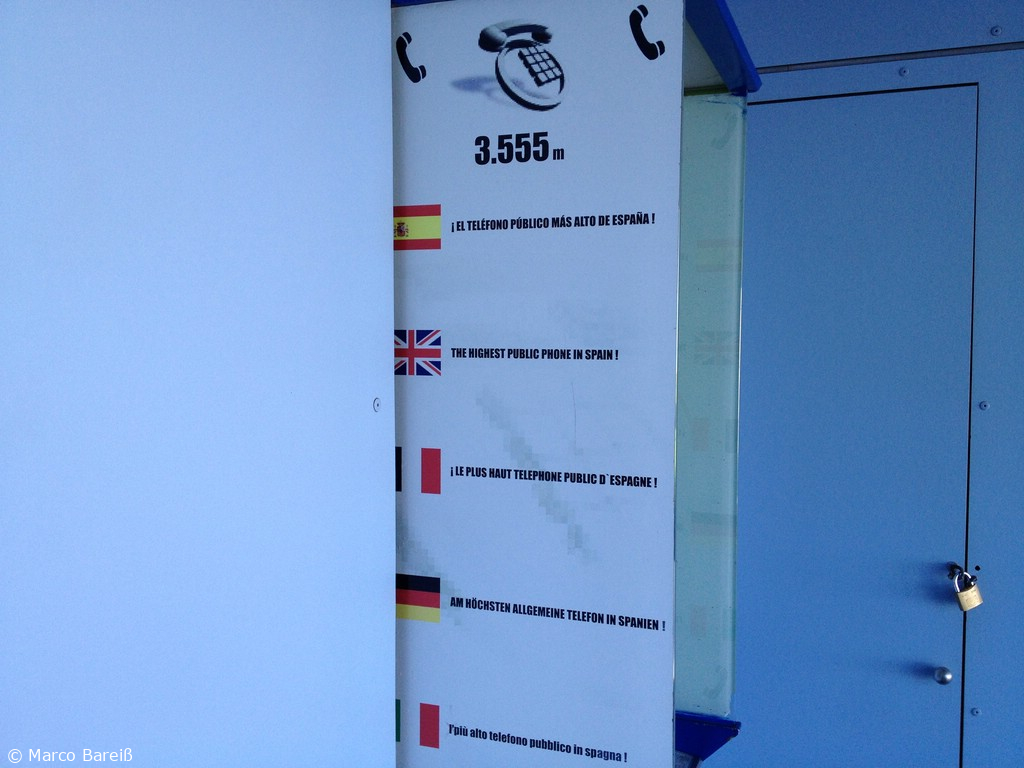 3.555 m
¡ EL TELÉFONO PÚBLICO MÁS ALTO DE ESPAÑA !
THE HIGHEST PUBLIC PHONE IN SPAIN !
¡ LE PLUS HAUT TELEPHONE PUBLIC D`ESPAGNE !
AM HÖCHSTEN ALLGEMEINE TELEFON IN SPANIEN !
l'più alto telefono pubblico in spagna !
© Marco Bareiß